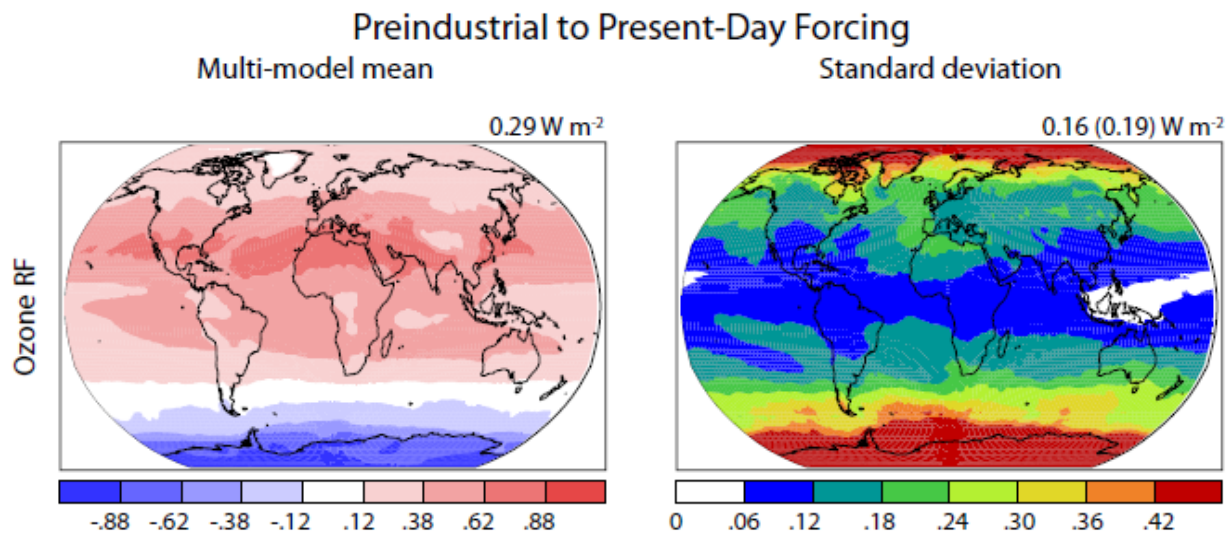 Preindustrial to Present-Day Forcing
Multi-model mean
Standard deviation
0.29 W m-2
0.16 (0.19) W m-2
Ozone RF
-.88 -.62 -.38 -.12 .12 .38 .62 .88
0 .06 .12 .18 .24 .30 .36 .42